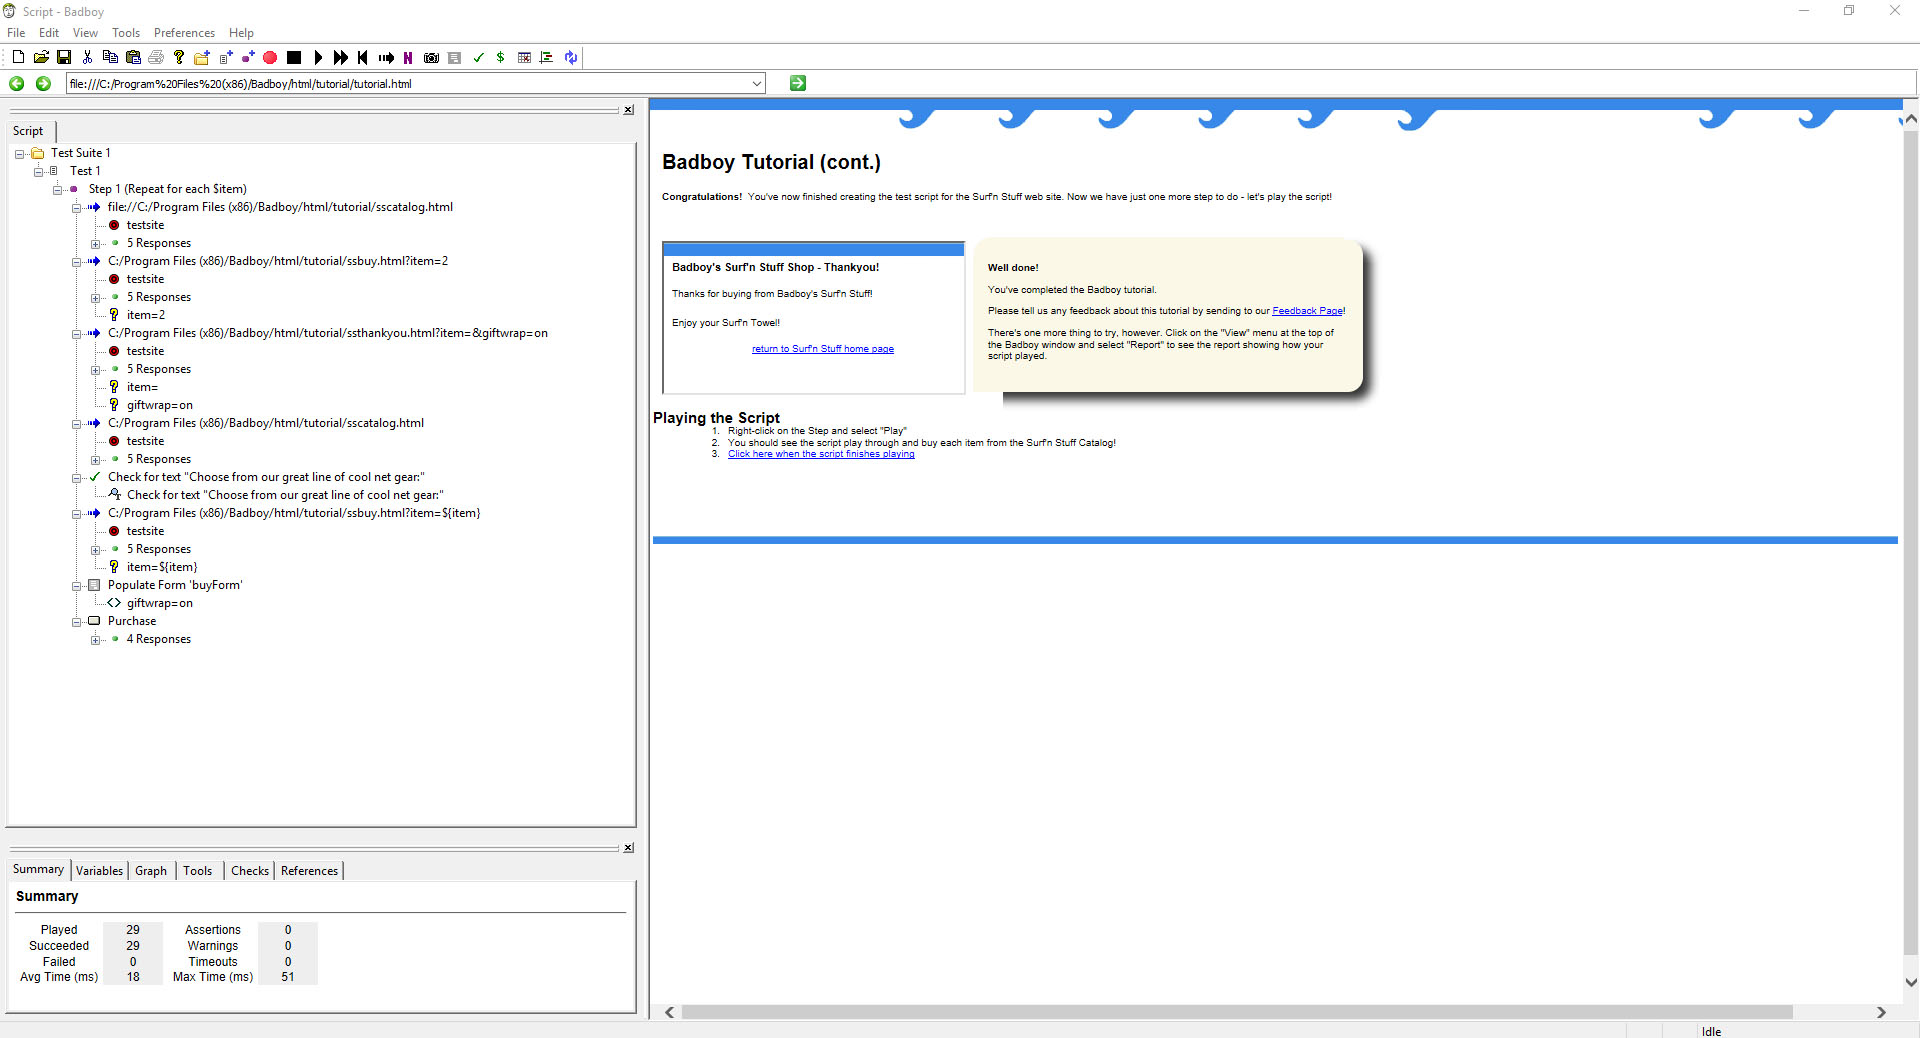 Script - Badboy
File Edit View Tools Preferences Help
file:///C:/Program%20Files%20(x86)/Badboy/html/tutorial/tutorial.html
Script
Test Suite 1
Test 1
Step 1 (Repeat for each $item)
file://C:/Program Files (x86)/Badboy/html/tutorial/sscatalog.html
testsite
5 Responses
C:/Program Files (x86)/Badboy/html/tutorial/ssbuy.html?item=2
testsite
5 Responses
item=2
C:/Program Files (x86)/Badboy/html/tutorial/ssthankyou.html?item=&giftwrap=on
testsite
5 Responses
item=
giftwrap=on
C:/Program Files (x86)/Badboy/html/tutorial/sscatalog.html
testsite
5 Responses
Check for text "Choose from our great line of cool net gear:"
Check for text "Choose from our great line of cool net gear:"
C:/Program Files (x86)/Badboy/html/tutorial/ssbuy.html?item=${item}
testsite
5 Responses
item=${item}
Populate Form 'buyForm'
giftwrap=on
Purchase
4 Responses
Summary Variables Graph Tools Checks References
Summary
Played 29 Assertions 0
Succeeded 29 Warnings 0
Failed 0 Timeouts 0
Avg Time (ms) 18 Max Time (ms) 51
Badboy Tutorial (cont.)
Congratulations! You've now finished creating the test script for the Surf'n Stuff web site. Now we have just one more step to do - let's play the script!
Badboy's Surf'n Stuff Shop - Thankyou!
Thanks for buying from Badboy's Surf'n Stuff!
Enjoy your Surf'n Towel!
return to Surf'n Stuff home page
Well done!
You've completed the Badboy tutorial.
Please tell us any feedback about this tutorial by sending to our Feedback Page!
There's one more thing to try, however. Click on the "View" menu at the top of
the Badboy window and select "Report" to see the report showing how your
script played.
Playing the Script
1. Right-click on the Step and select "Play"
2. You should see the script play through and buy each item from the Surf'n Stuff Catalog!
3. Click here when the script finishes playing
Idle